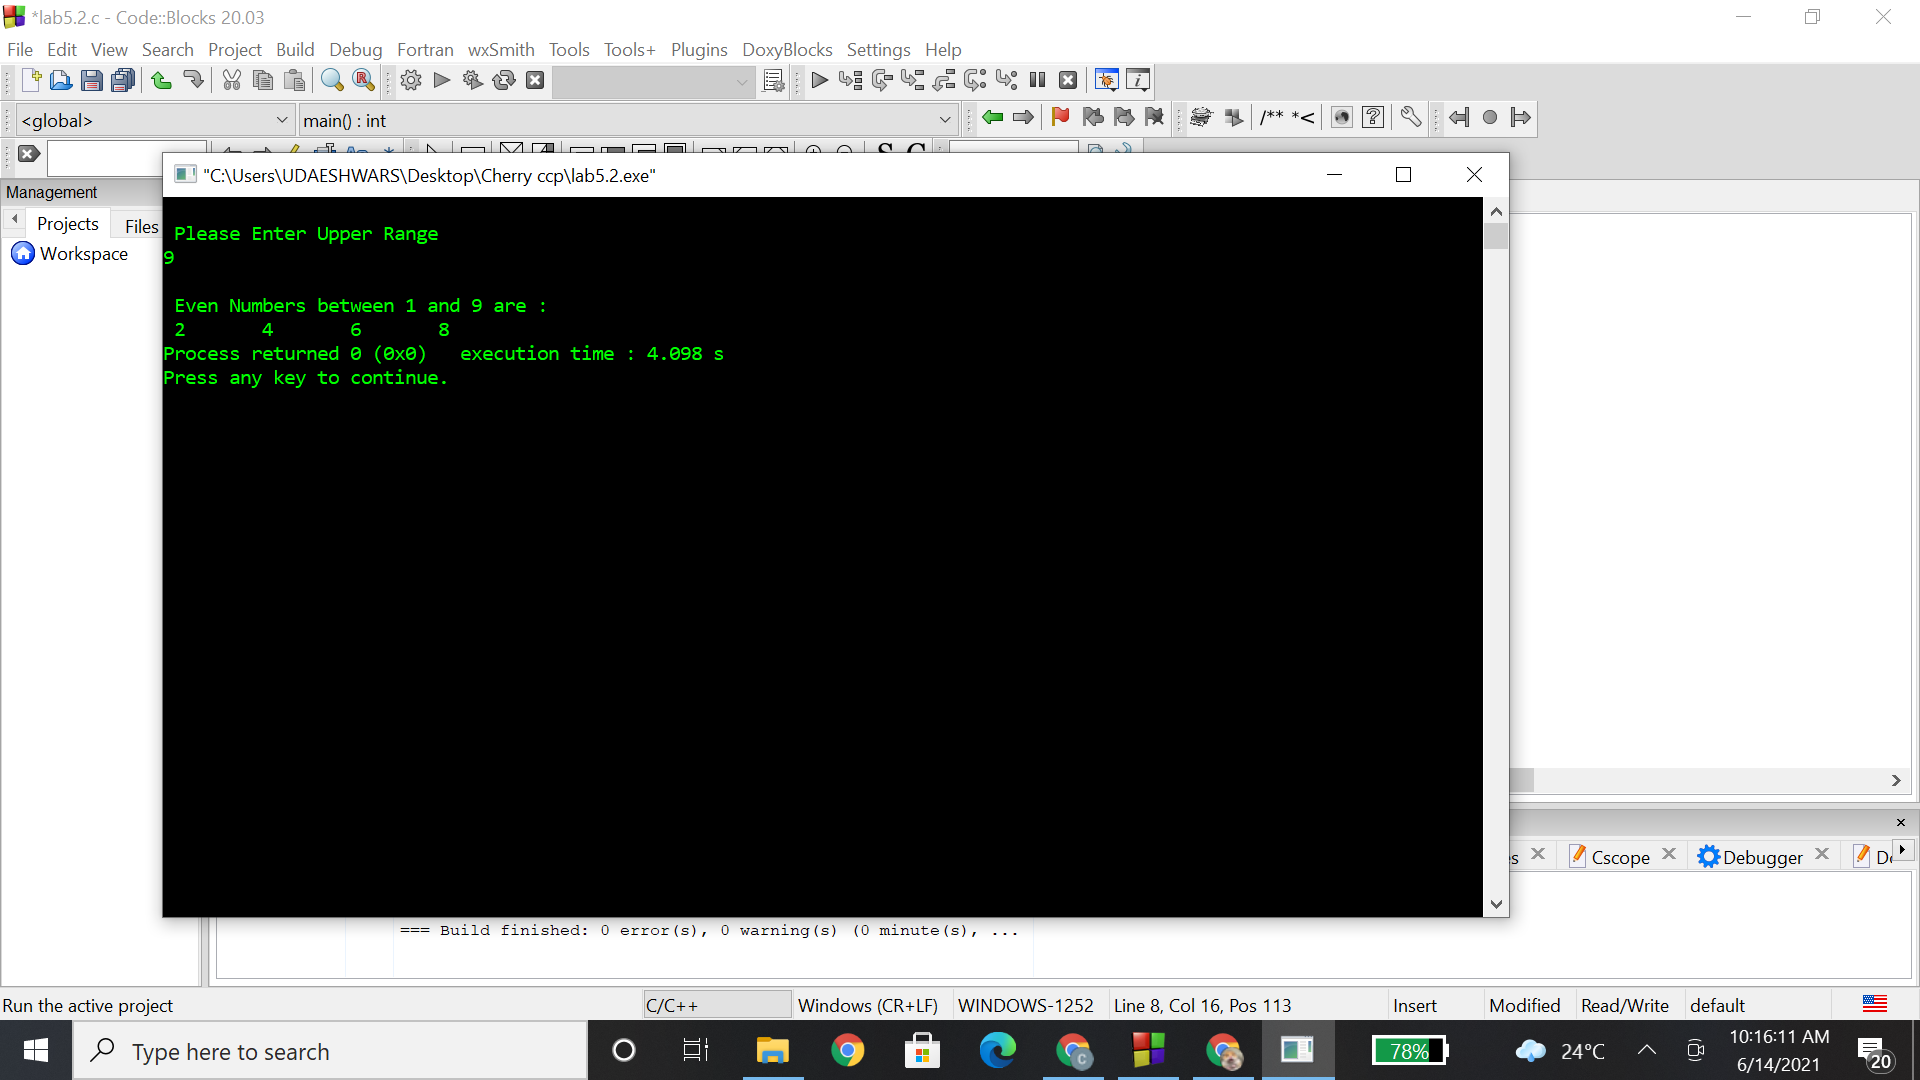 *lab5.2.c - Code::Blocks 20.03
File Edit View Search Project Build Debug Fortran wxSmith Tools Tools+ Plugins DoxyBlocks Settings Help
<global> main() : int /** *<
"C:\Users\UDAESHWARS\Desktop\Cherry ccp\lab5.2.exe"
Management
Projects Files
Workspace
Please Enter Upper Range
9
Even Numbers between 1 and 9 are :
2 4 6 8
Process returned 0 (0x0) execution time : 4.098 s
Press any key to continue.
Cscope Debugger
=== Build finished: 0 error(s), 0 warning(s) (0 minute(s), ...
Run the active project C/C++ Windows (CR+LF) WINDOWS-1252 Line 8, Col 16, Pos 113 Insert Modified Read/Write default
Type here to search 78% 24°C 10:16:11 AM
6/14/2021 20